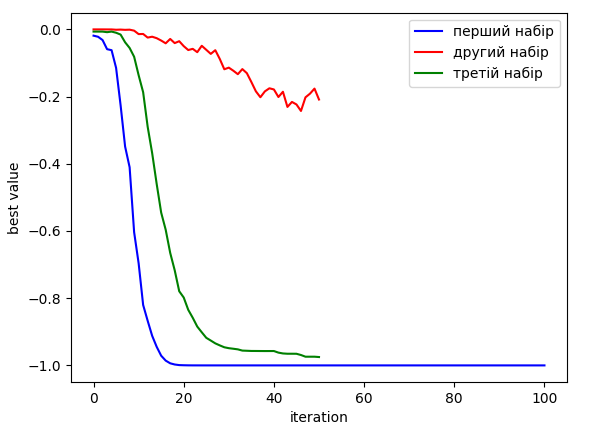 перший набір
другий набір
третій набір
0.0
−0.2
−0.4
−0.6
−0.8
−1.0
best value
0
20
40
60
80
100
iteration